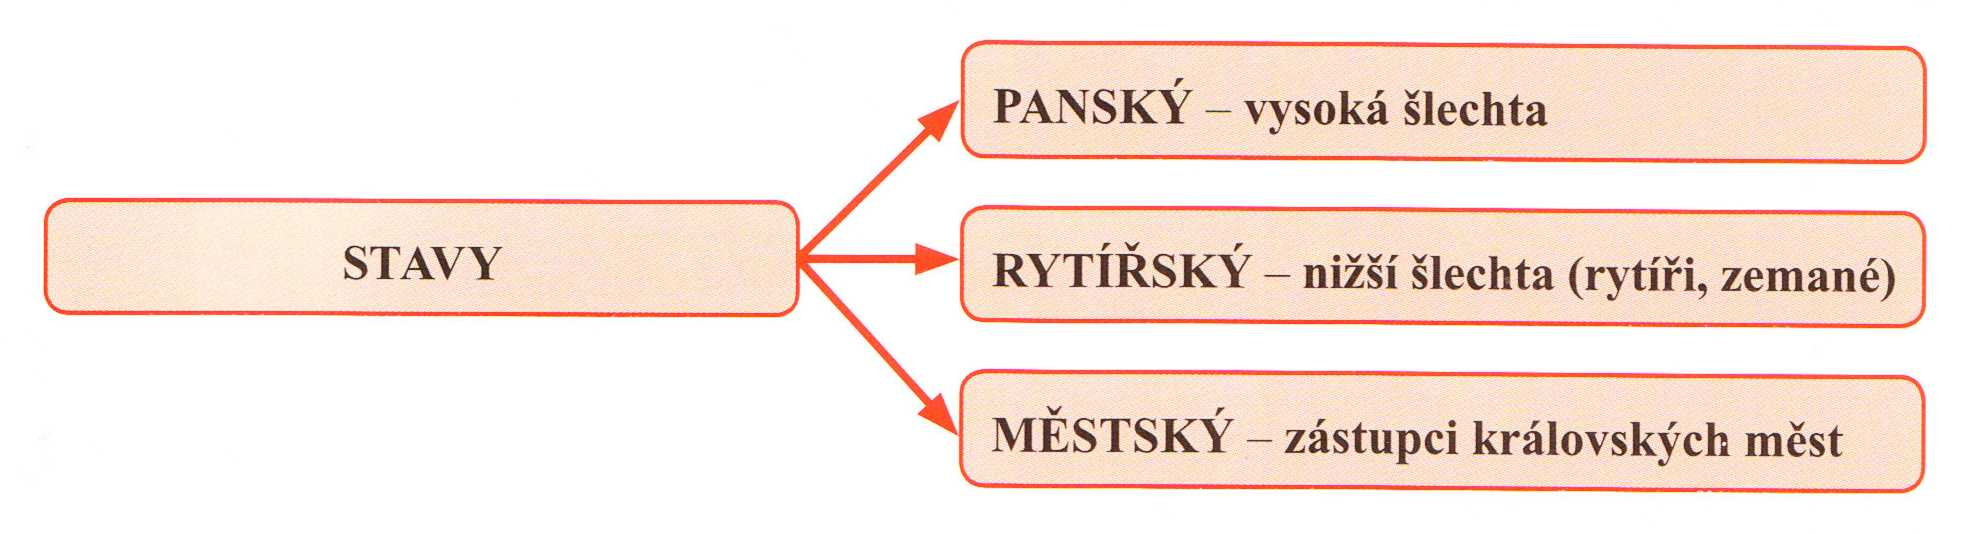 STAVY
PANSKÝ – vysoká šlechta
RYTÍŘSKÝ – nižší šlechta (rytíři, zemané)
MĚSTSKÝ – zástupci královských měst